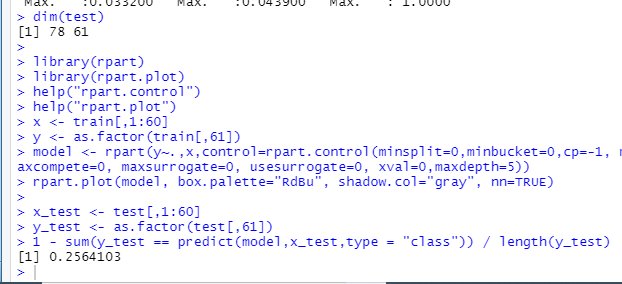 Max.   :0.033200   Max.   :0.043900   Max.   : 1.0000
> dim(test)
[1] 78 61
>
> library(rpart)
> library(rpart.plot)
> help("rpart.control")
> help("rpart.plot")
> x <- train[,1:60]
> y <- as.factor(train[,61])
> model <- rpart(y~.,x,control=rpart.control(minsplit=0,minbucket=0,cp=-1, m
axcompete=0, maxsurrogate=0, usesurrogate=0, xval=0,maxdepth=5))
> rpart.plot(model, box.palette="RdBu", shadow.col="gray", nn=TRUE)
>
> x_test <- test[,1:60]
> y_test <- as.factor(test[,61])
> 1 - sum(y_test == predict(model,x_test,type = "class")) / length(y_test)
[1] 0.2564103
>